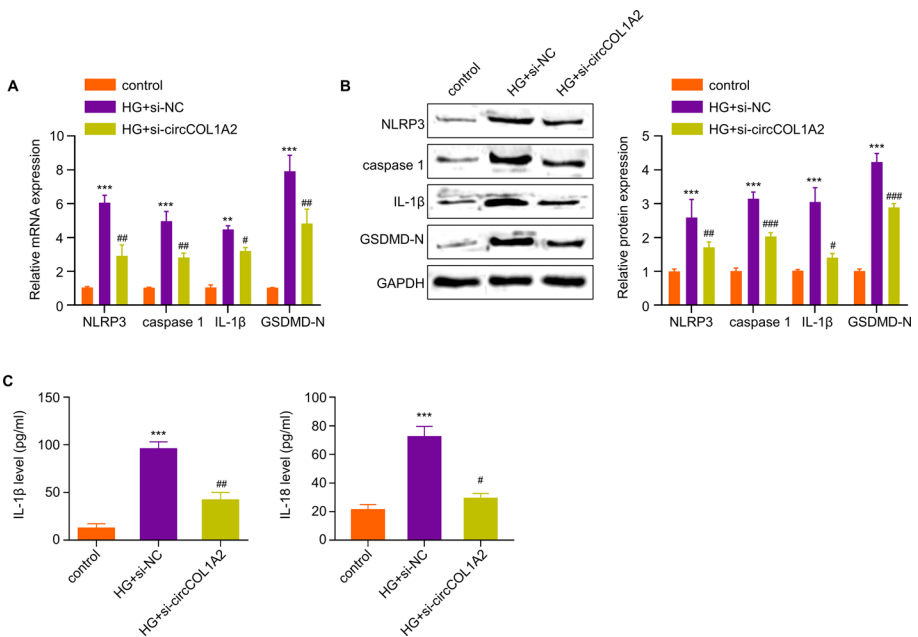 A
control
HG+si-NC
HG+si-circCOL1A2
Relative mRNA expression
10
8
6
4
2
0
***
##
***
##
**
#
***
##
NLRP3
caspase 1
IL-1β
GSDMD-N
B
control
HG+si-NC
HG+si-circCOL1A2
NLRP3
caspase 1
IL-1β
GSDMD-N
GAPDH
control
HG+si-NC
HG+si-circCOL1A2
Relative protein expression
5
4
3
2
1
0
***
##
***
###
***
#
***
###
NLRP3
caspase 1
IL-1β
GSDMD-N
C
IL-1β level (pg/ml)
150
100
50
0
***
##
control
HG+si-NC
HG+si-circCOL1A2
IL-18 level (pg/ml)
100
80
60
40
20
0
***
#
control
HG+si-NC
HG+si-circCOL1A2